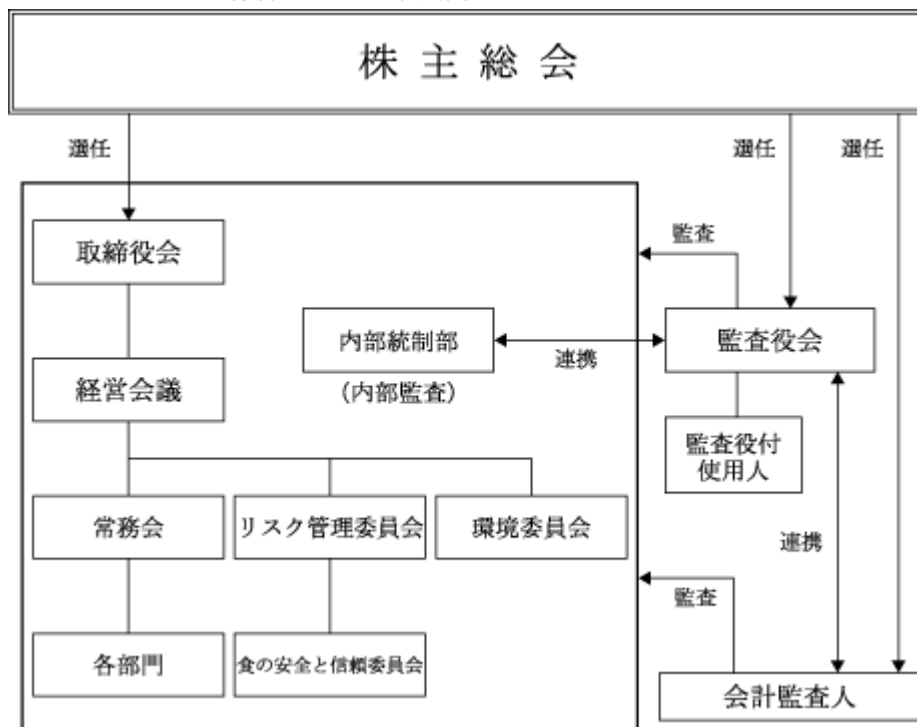 株主総会
選任
選任
選任
取締役会
監査
内部統制部
連携
監査役会
(内部監査)
経営会議
監査役付
使用人
常務会
リスク管理委員会
環境委員会
連携
監査
各部門
食の安全と信頼委員会
会計監査人